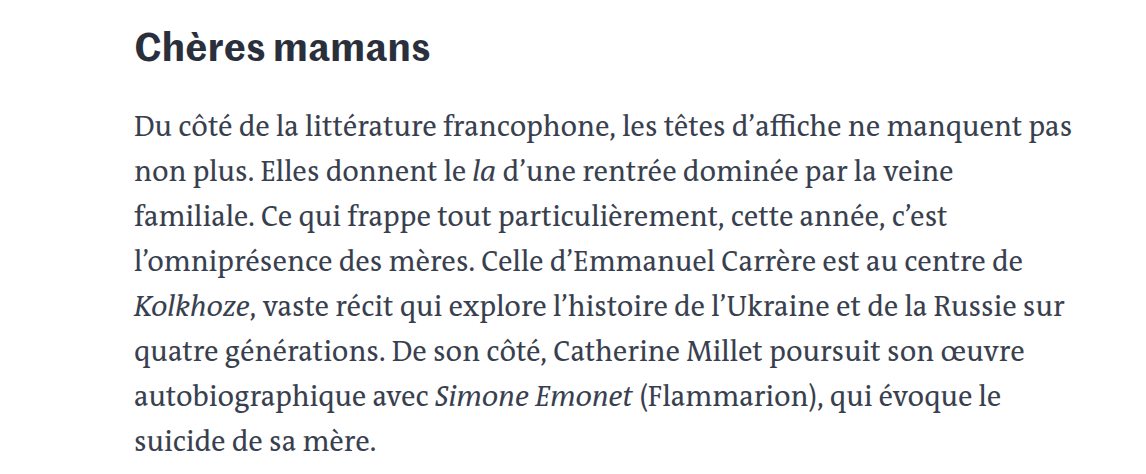 Chères mamans
Du côté de la littérature francophone, les têtes d’affiche ne manquent pas
non plus. Elles donnent le la d’une rentrée dominée par la veine
familiale. Ce qui frappe tout particulièrement, cette année, c’est
l’omniprésence des mères. Celle d’Emmanuel Carrère est au centre de
Kolkhoze, vaste récit qui explore l’histoire de l’Ukraine et de la Russie sur
quatre générations. De son côté, Catherine Millet poursuit son œuvre
autobiographique avec Simone Emonet (Flammarion), qui évoque le
suicide de sa mère.